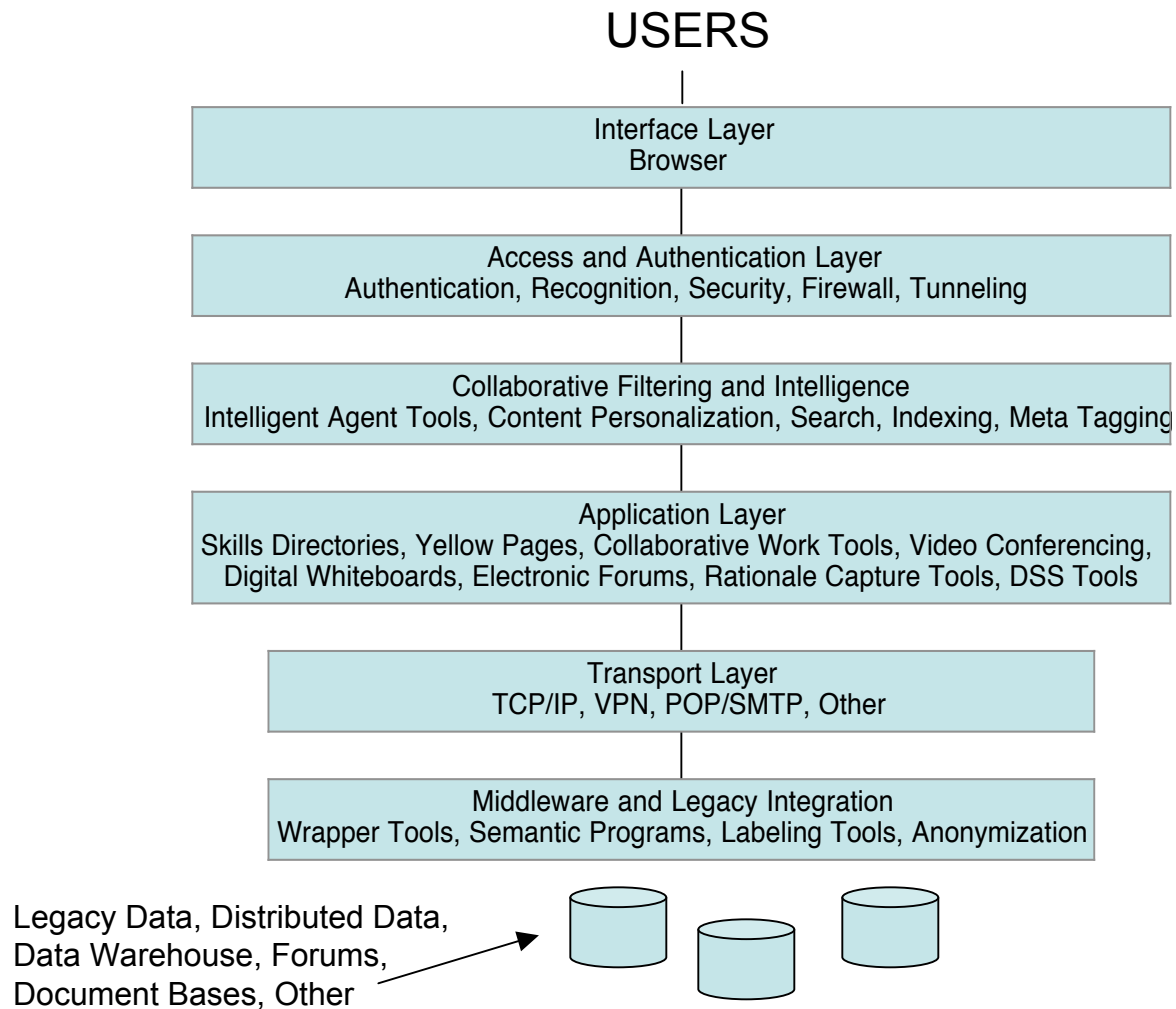 USERS
Interface Layer
Browser
Access and Authentication Layer
Authentication, Recognition, Security, Firewall, Tunneling
Collaborative Filtering and Intelligence
Intelligent Agent Tools, Content Personalization, Search, Indexing, Meta Tagging
Application Layer
Skills Directories, Yellow Pages, Collaborative Work Tools, Video Conferencing,
Digital Whiteboards, Electronic Forums, Rationale Capture Tools, DSS Tools
Transport Layer
TCP/IP, VPN, POP/SMTP, Other
Middleware and Legacy Integration
Wrapper Tools, Semantic Programs, Labeling Tools, Anonymization
Legacy Data, Distributed Data,
Data Warehouse, Forums,
Document Bases, Other